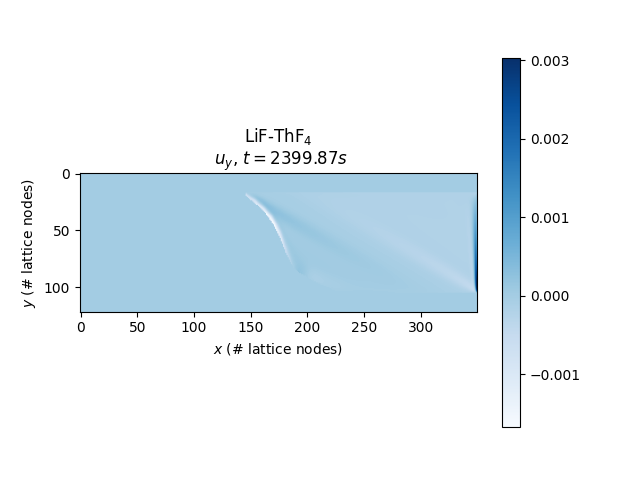 LiF-ThF₄
u_y, t = 2399.87s
0
50
100
y (# lattice nodes)
0 50 100 150 200 250 300
x (# lattice nodes)
0.003
0.002
0.001
0.000
−0.001